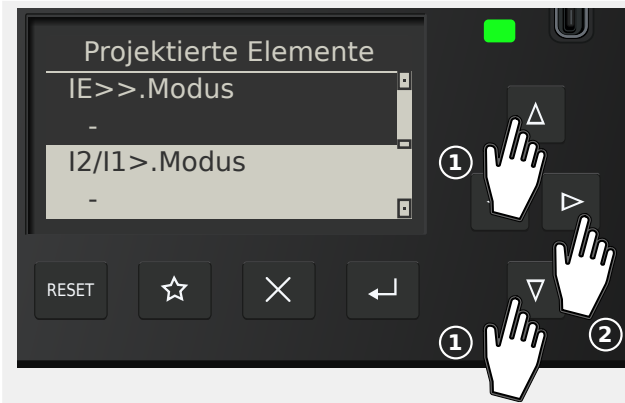 Projektierte Elemente
IE>>.Modus
-
I2/I1>.Modus
-
1
RESET
1
2